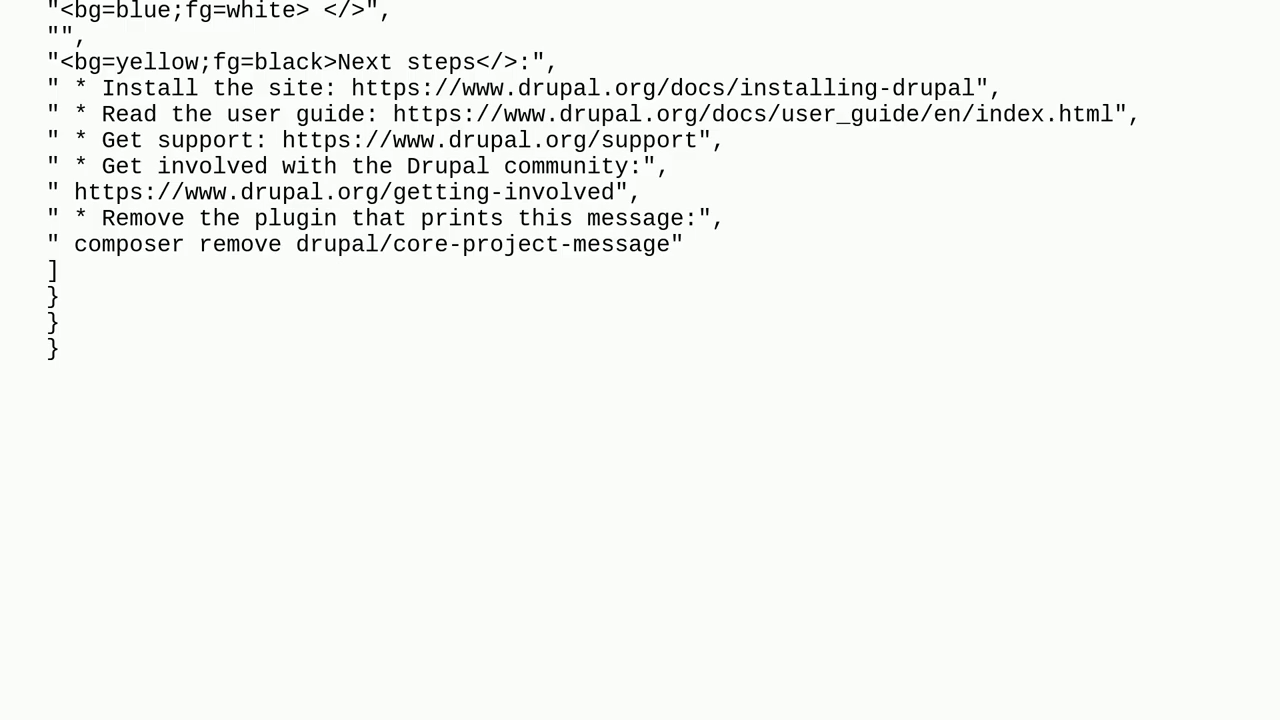 "<bg=blue;fg=white> </>",
"",
"<bg=yellow;fg=black>Next steps</>:",
" * Install the site: https://www.drupal.org/docs/installing-drupal",
" * Read the user guide: https://www.drupal.org/docs/user_guide/en/index.html",
" * Get support: https://www.drupal.org/support",
" * Get involved with the Drupal community:",
" https://www.drupal.org/getting-involved",
" * Remove the plugin that prints this message:",
" composer remove drupal/core-project-message"
]
}
}
}